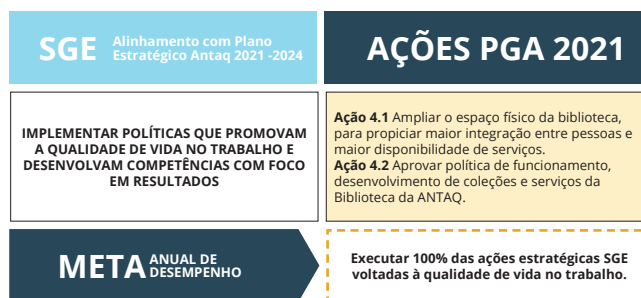 SGE Alinhamento com Plano
Estratégico Antaq 2021 -2024
AÇÕES PGA 2021
IMPLEMENTAR POLÍTICAS QUE PROMOVAM
A QUALIDADE DE VIDA NO TRABALHO E
DESENVOLVAM COMPETÊNCIAS COM FOCO
EM RESULTADOS
Ação 4.1 Ampliar o espaço físico da biblioteca,
para propiciar maior integração entre pessoas e
maior disponibilidade de serviços.
Ação 4.2 Aprovar política de funcionamento,
desenvolvimento de coleções e serviços da
Biblioteca da ANTAQ.
META ANUAL DE
DESEMPENHO
Executar 100% das ações estratégicas SGE
voltadas à qualidade de vida no trabalho.